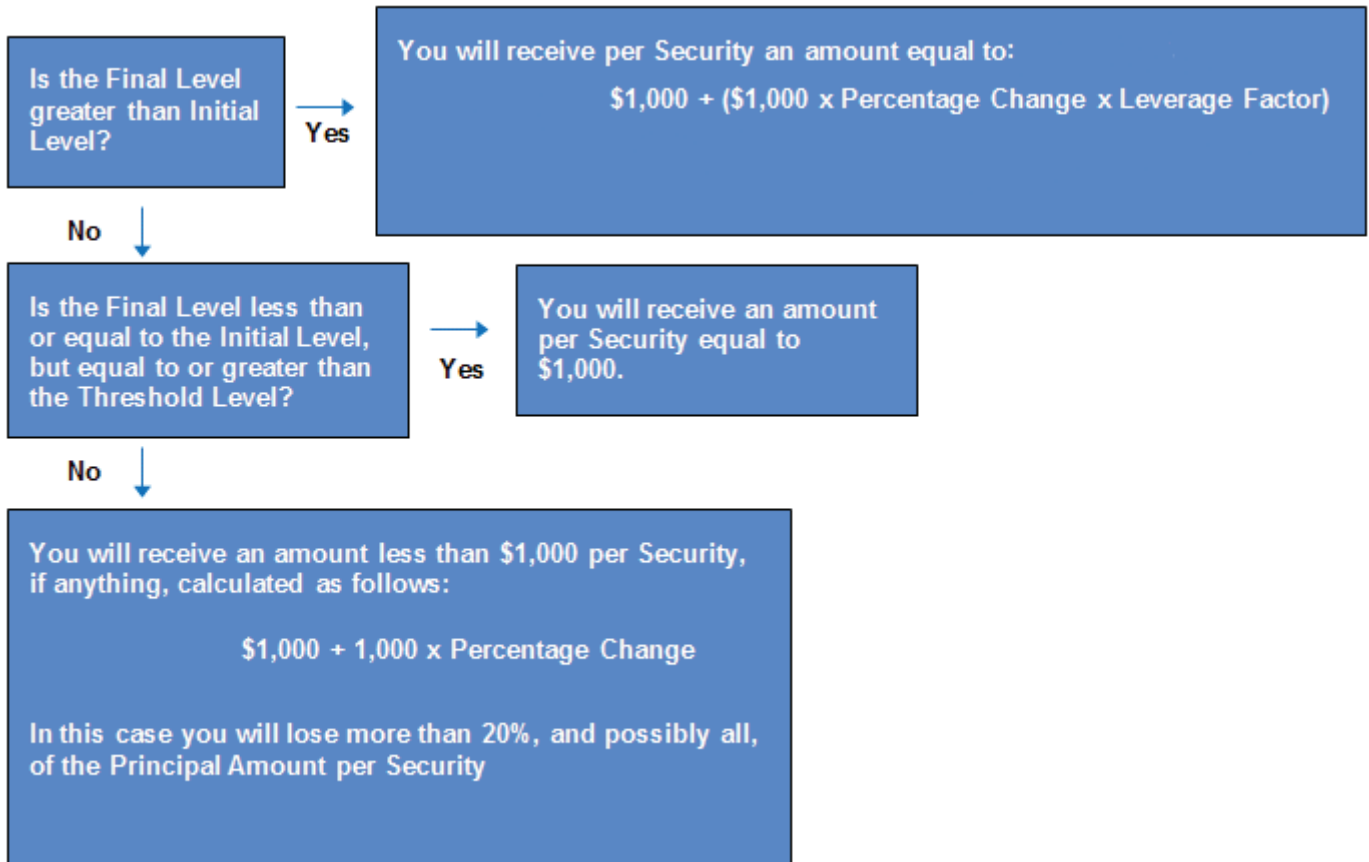 Is the Final Level
greater than Initial
Level?
Yes
You will receive per Security an amount equal to:
$1,000 + ($1,000 x Percentage Change x Leverage Factor)
No
Is the Final Level less than
or equal to the Initial Level,
but equal to or greater than
the Threshold Level?
Yes
You will receive an amount
per Security equal to
$1,000.
No
You will receive an amount less than $1,000 per Security,
if anything, calculated as follows:
$1,000 + 1,000 x Percentage Change
In this case you will lose more than 20%, and possibly all,
of the Principal Amount per Security